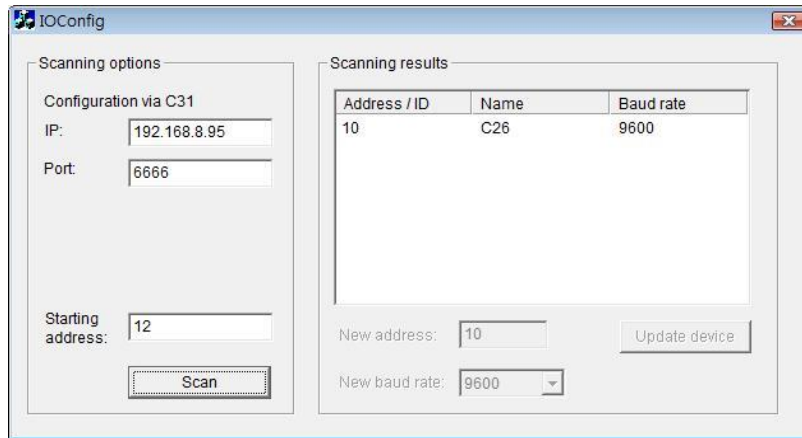 IOConfig
Scanning options
Configuration via C31
IP: 192.168.8.95
Port: 6666
Starting address: 12
Scan
Scanning results
Address / ID Name Baud rate
10 C26 9600
New address: 10 Update device
New baud rate: 9600